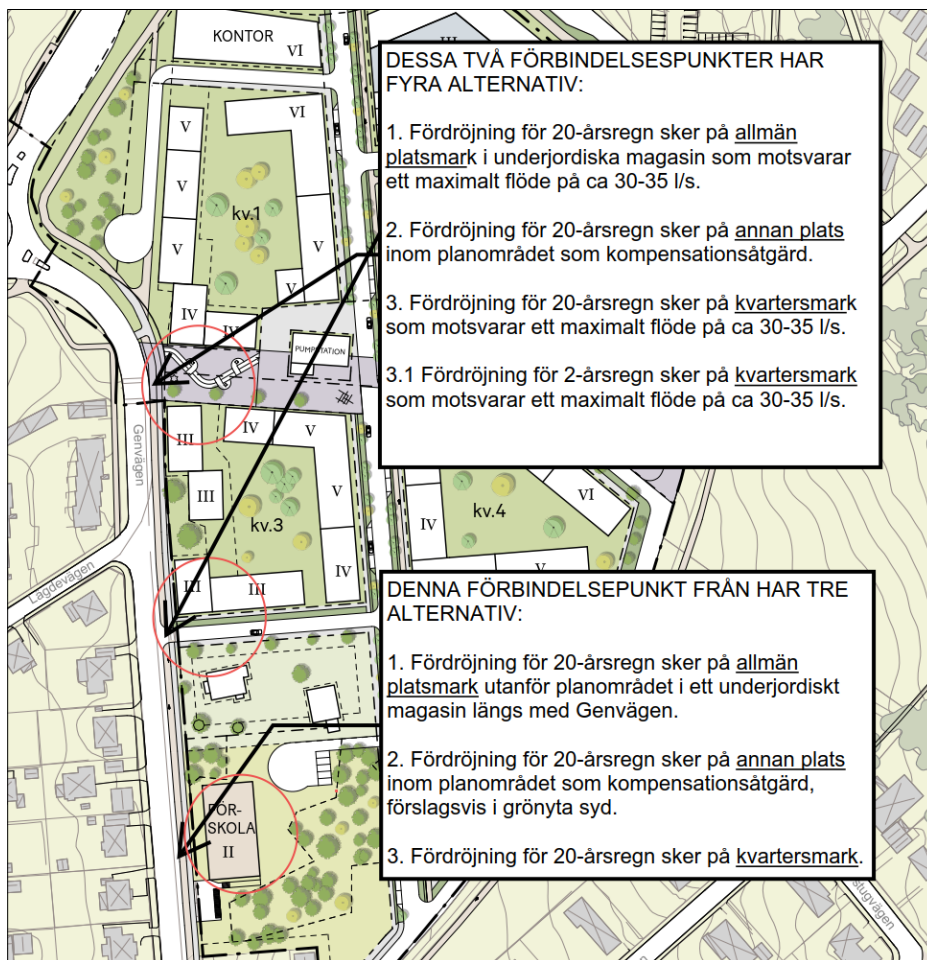 KONTOR
VI
III
DESSA TVÅ FÖRBINDELSESPUNKTER HAR
FYRA ALTERNATIV:
1. Fördröjning för 20-årsregn sker på allmän
platsmark i underjordiska magasin som motsvarar
ett maximalt flöde på ca 30-35 l/s.
2. Fördröjning för 20-årsregn sker på annan plats
inom planområdet som kompensationsåtgärd.
3. Fördröjning för 20-årsregn sker på kvartersmark
som motsvarar ett maximalt flöde på ca 30-35 l/s.
3.1 Fördröjning för 2-årsregn sker på kvartersmark
som motsvarar ett maximalt flöde på ca 30-35 l/s.
V
VI
V
kv.1
V
V
V
IV
IV
PUMPSTATION
Genvägen
III
IV
V
III
kv.3
V
IV
VI
kv.4
IV
III
III
Lagdevägen
DENNA FÖRBINDELSEPUNKT FRÅN HAR TRE
ALTERNATIV:
1. Fördröjning för 20-årsregn sker på allmän
platsmark utanför planområdet i ett underjordiskt
magasin längs med Genvägen.
2. Fördröjning för 20-årsregn sker på annan plats
inom planområdet som kompensationsåtgärd,
förslagsvis i grönyta syd.
3. Fördröjning för 20-årsregn sker på kvartersmark.
FÖR-
SKOLA
II